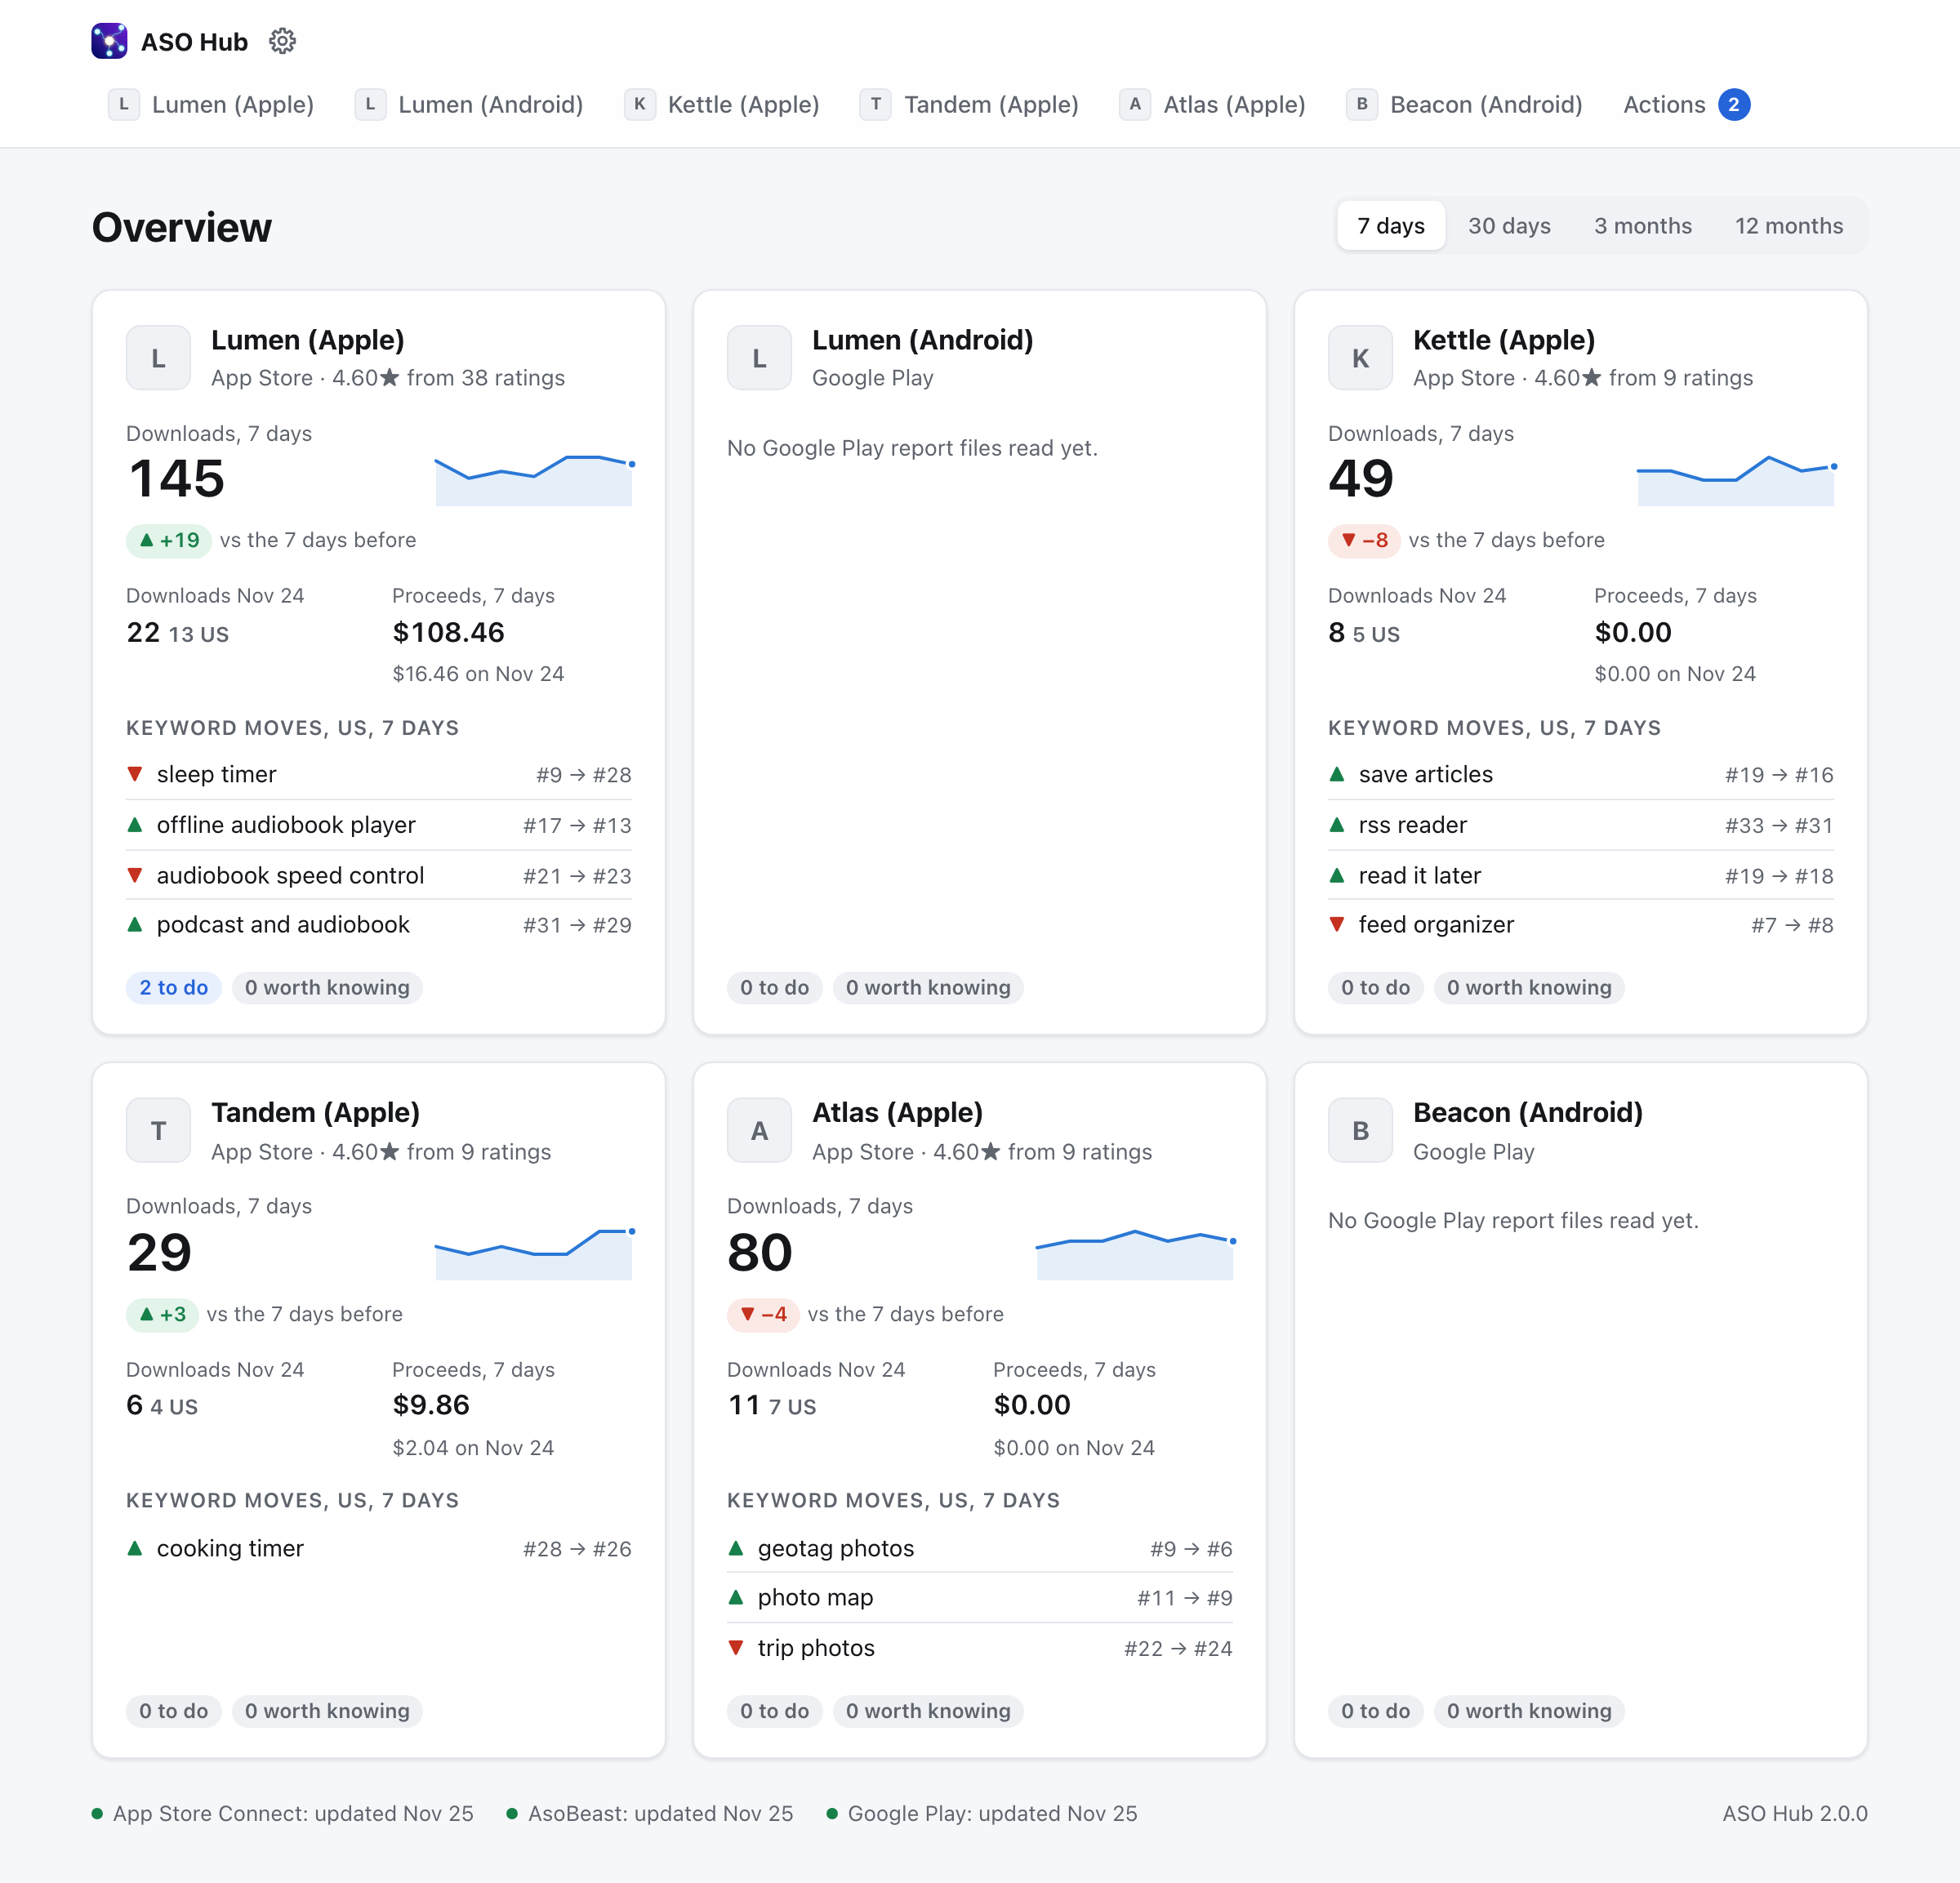 ASO Hub
L Lumen (Apple) L Lumen (Android) K Kettle (Apple) T Tandem (Apple) A Atlas (Apple) B Beacon (Android) Actions 2
Overview
7 days 30 days 3 months 12 months
L
Lumen (Apple)
App Store · 4.60★ from 38 ratings
Downloads, 7 days
145
▲ +19 vs the 7 days before
Downloads Nov 24
22 13 US
Proceeds, 7 days
$108.46
$16.46 on Nov 24
KEYWORD MOVES, US, 7 DAYS
▼ sleep timer #9 → #28
▲ offline audiobook player #17 → #13
▼ audiobook speed control #21 → #23
▲ podcast and audiobook #31 → #29
2 to do 0 worth knowing
L
Lumen (Android)
Google Play
No Google Play report files read yet.
0 to do 0 worth knowing
K
Kettle (Apple)
App Store · 4.60★ from 9 ratings
Downloads, 7 days
49
▼ −8 vs the 7 days before
Downloads Nov 24
8 5 US
Proceeds, 7 days
$0.00
$0.00 on Nov 24
KEYWORD MOVES, US, 7 DAYS
▲ save articles #19 → #16
▲ rss reader #33 → #31
▲ read it later #19 → #18
▼ feed organizer #7 → #8
0 to do 0 worth knowing
T
Tandem (Apple)
App Store · 4.60★ from 9 ratings
Downloads, 7 days
29
▲ +3 vs the 7 days before
Downloads Nov 24
6 4 US
Proceeds, 7 days
$9.86
$2.04 on Nov 24
KEYWORD MOVES, US, 7 DAYS
▲ cooking timer #28 → #26
0 to do 0 worth knowing
A
Atlas (Apple)
App Store · 4.60★ from 9 ratings
Downloads, 7 days
80
▼ −4 vs the 7 days before
Downloads Nov 24
11 7 US
Proceeds, 7 days
$0.00
$0.00 on Nov 24
KEYWORD MOVES, US, 7 DAYS
▲ geotag photos #9 → #6
▲ photo map #11 → #9
▼ trip photos #22 → #24
0 to do 0 worth knowing
B
Beacon (Android)
Google Play
No Google Play report files read yet.
0 to do 0 worth knowing
App Store Connect: updated Nov 25 AsoBeast: updated Nov 25 Google Play: updated Nov 25 ASO Hub 2.0.0